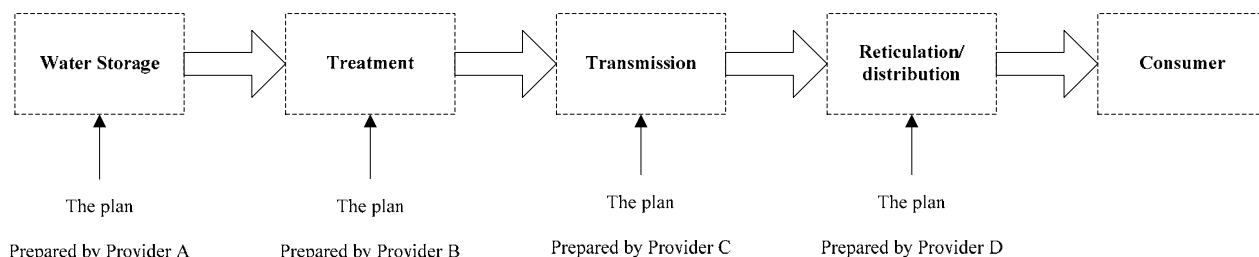 Water Storage
Treatment
Transmission
Reticulation/
distribution
Consumer
The plan
Prepared by Provider A
The plan
Prepared by Provider B
The plan
Prepared by Provider C
The plan
Prepared by Provider D